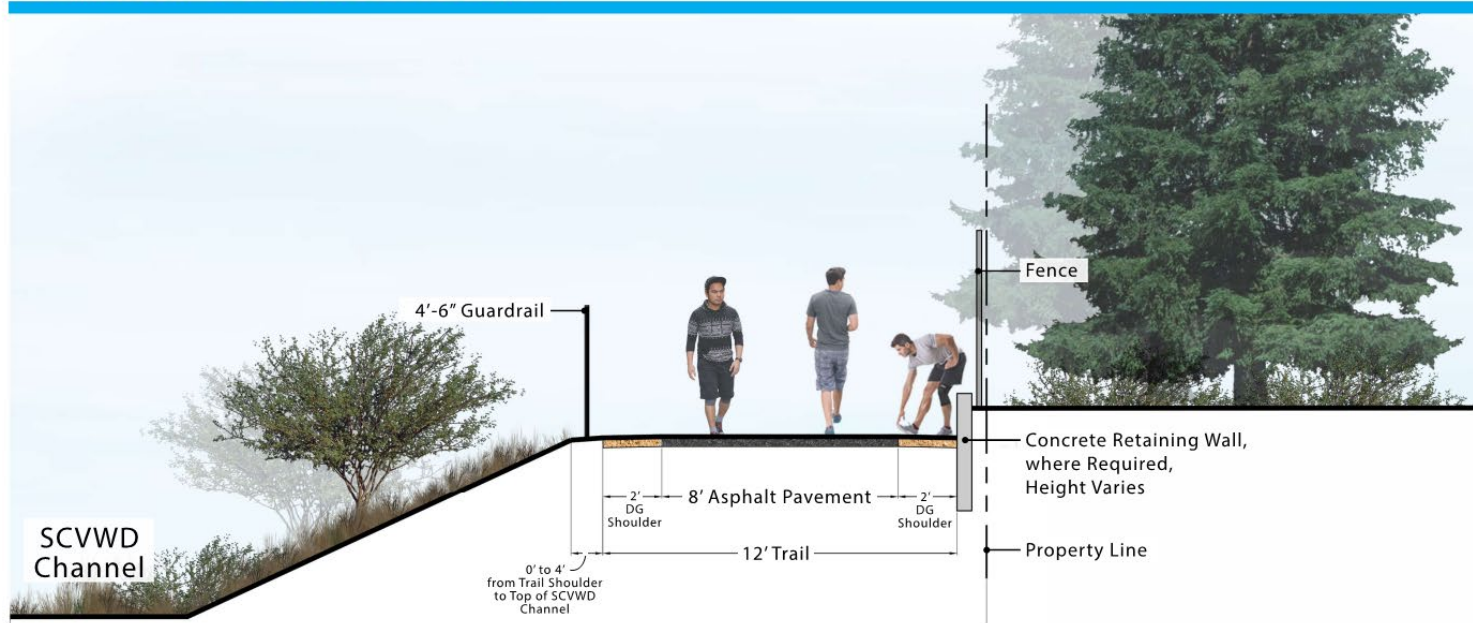 4’-6” Guardrail
Fence
Concrete Retaining Wall,
where Required,
Height Varies
2’
DG
Shoulder
8’ Asphalt Pavement
2’
DG
Shoulder
SCVWD
Channel
12’ Trail
Property Line
0’ to 4’
from Trail Shoulder
to Top of SCVWD
Channel